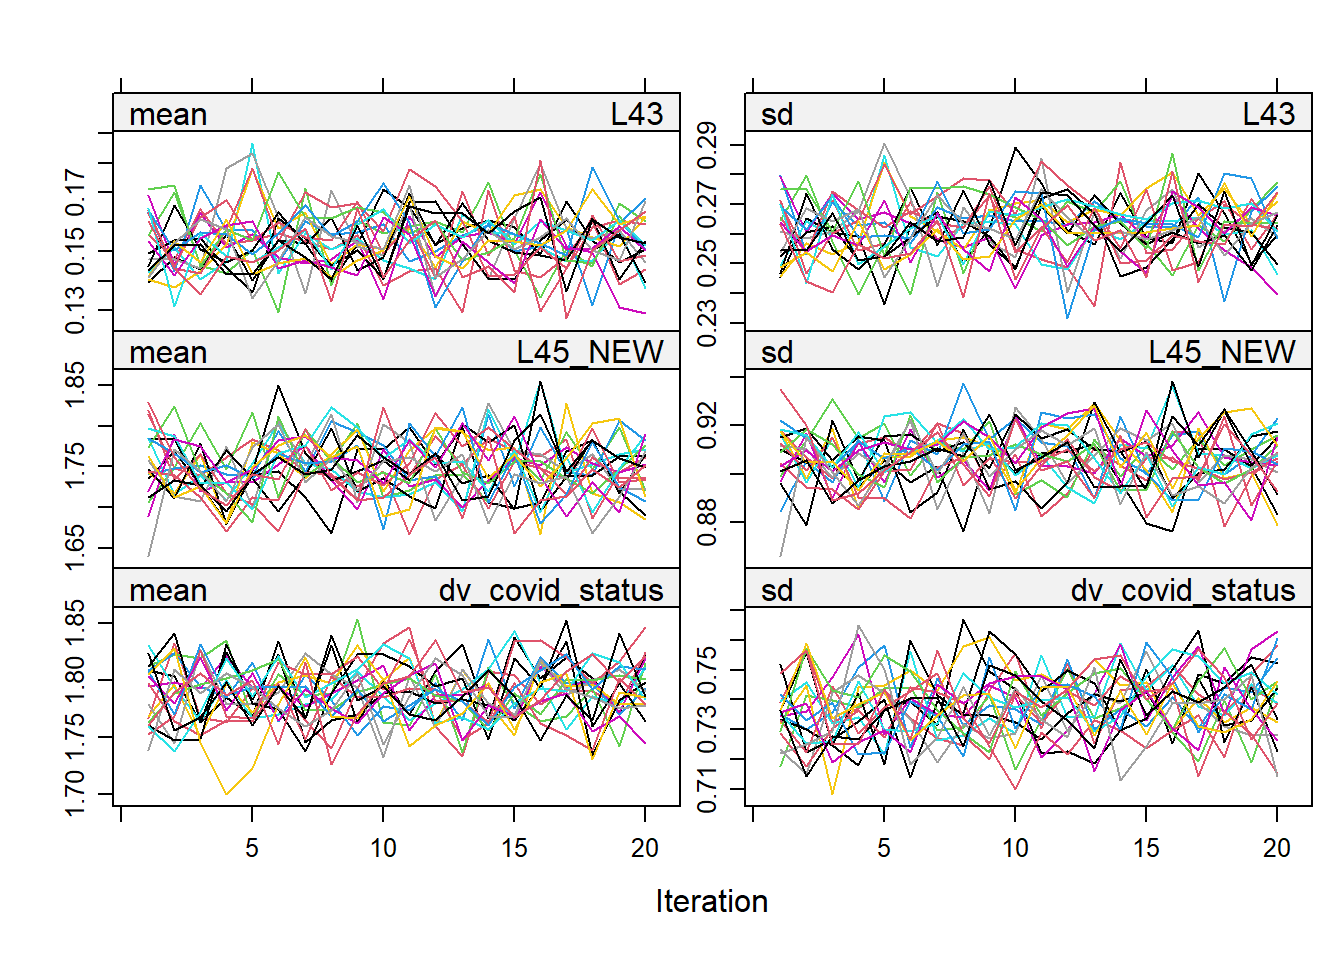 mean L43 sd L43
0.13 0.15 0.17 0.23 0.25 0.27 0.29
mean L45_NEW sd L45_NEW
1.65 1.75 1.85 0.88 0.92
mean dv_covid_status sd dv_covid_status
1.70 1.75 1.80 1.85 0.71 0.73 0.75
5 10 15 20 5 10 15 20
Iteration